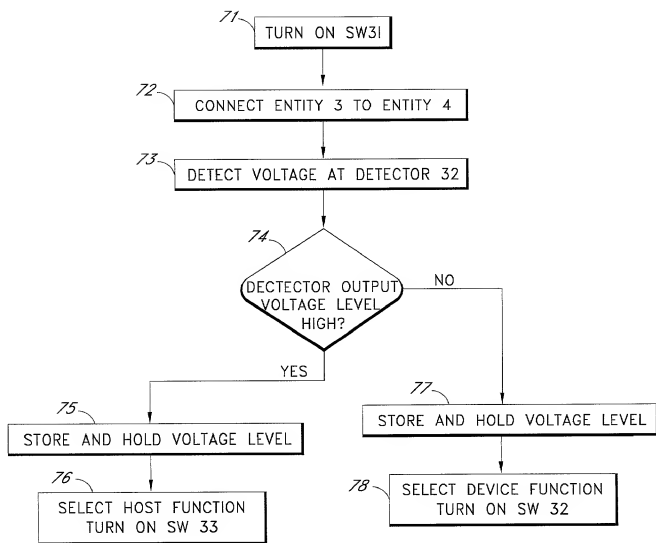 71
TURN ON SW31
72
CONNECT ENTITY 3 TO ENTITY 4
73
DETECT VOLTAGE AT DETECTOR 32
74
DECTECTOR OUTPUT
VOLTAGE LEVEL
HIGH?
NO
YES
75
STORE AND HOLD VOLTAGE LEVEL
77
STORE AND HOLD VOLTAGE LEVEL
76
SELECT HOST FUNCTION
TURN ON SW 33
78
SELECT DEVICE FUNCTION
TURN ON SW 32